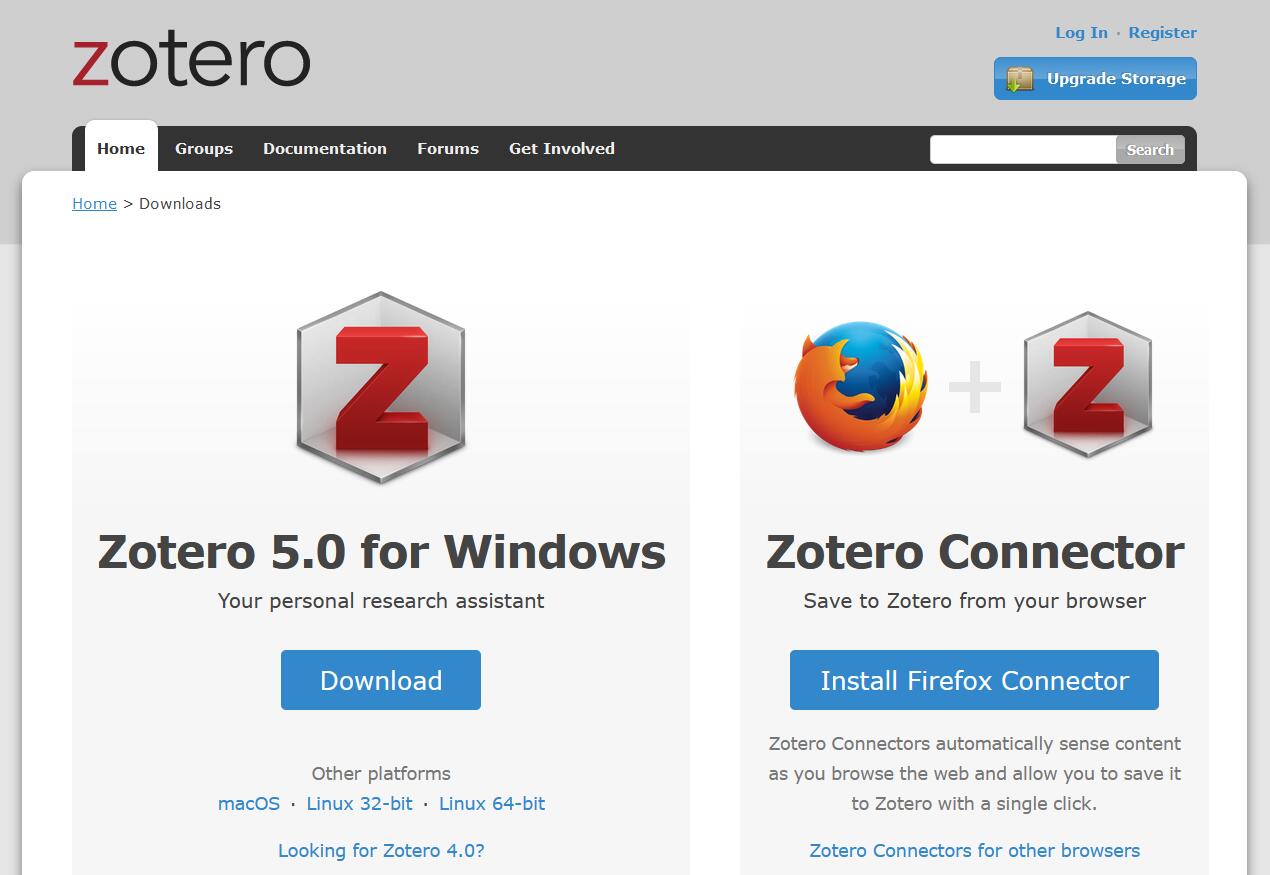 zotero
Log In · Register
Upgrade Storage
Home Groups Documentation Forums Get Involved Search
Home > Downloads
Z
Z
Zotero 5.0 for Windows
Your personal research assistant
Download
Other platforms
macOS · Linux 32-bit · Linux 64-bit
Looking for Zotero 4.0?
Zotero Connector
Save to Zotero from your browser
Install Firefox Connector
Zotero Connectors automatically sense content
as you browse the web and allow you to save it
to Zotero with a single click.
Zotero Connectors for other browsers